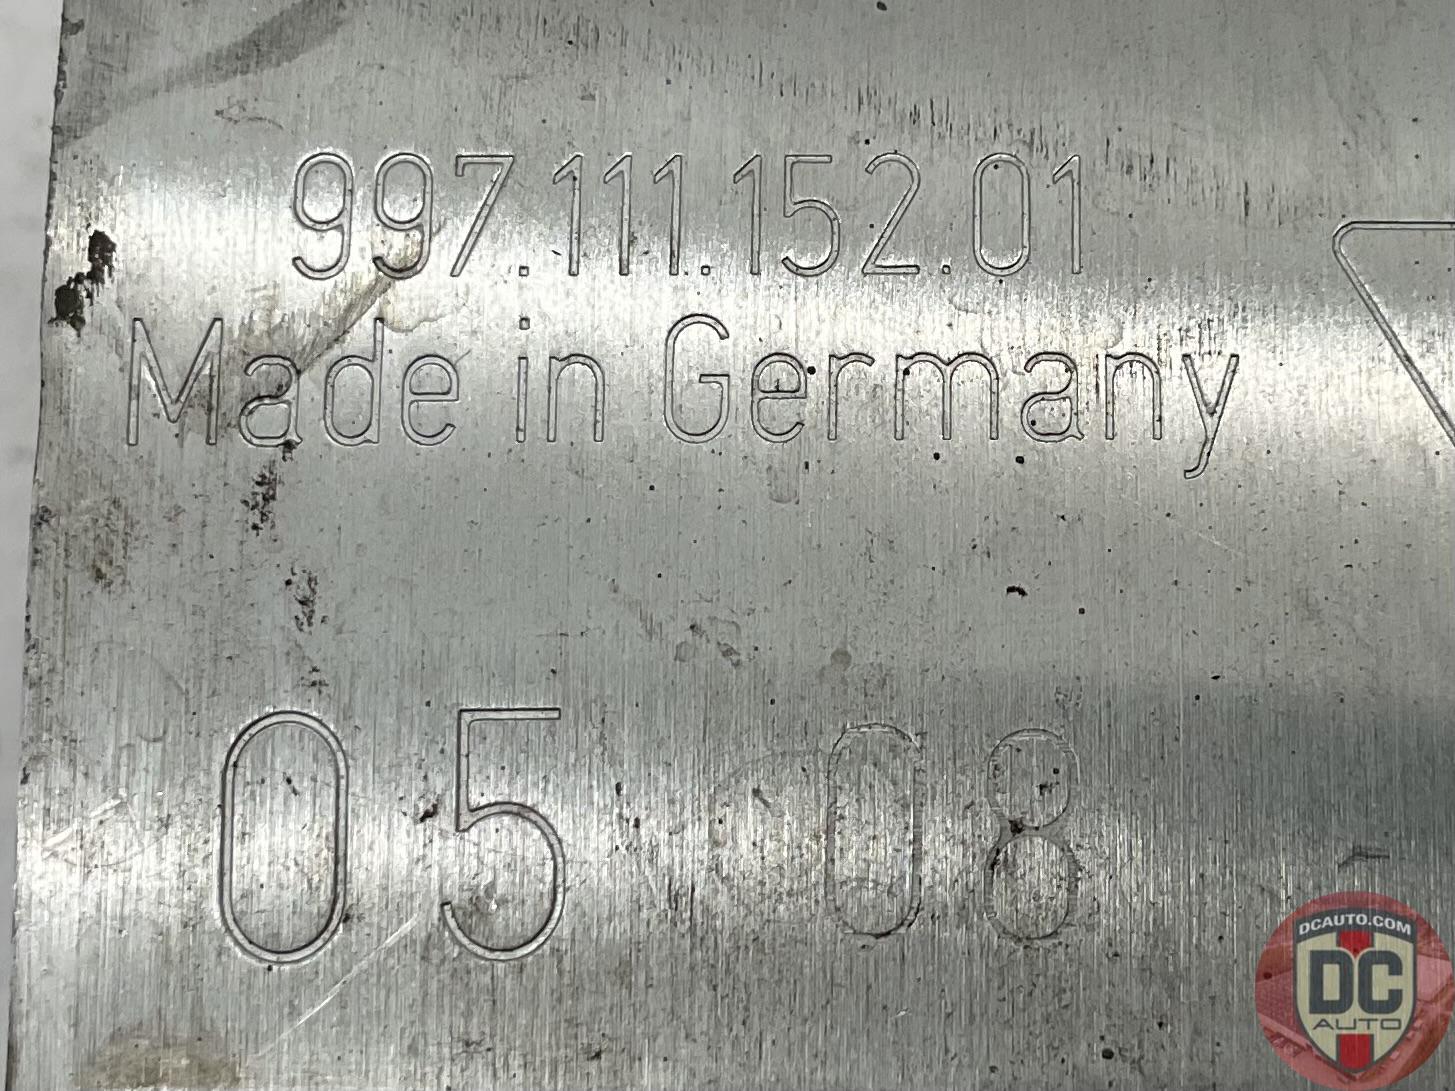 997.111.152.01
Made in Germany
05 08
DCAUTO.COM
DC
AUTO